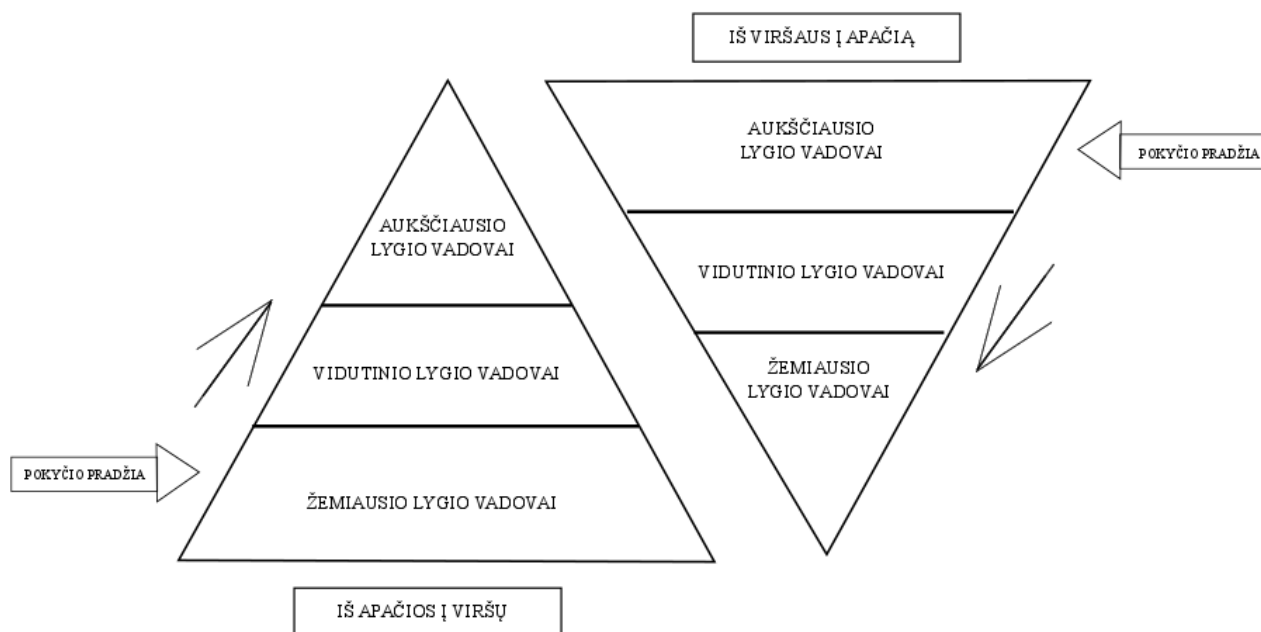 IŠ VIRŠAUS Į APAČIĄ
AUKŠČIAUSIO
LYGIO VADOVAI
POKYČIO PRADŽIA
VIDUTINIO LYGIO VADOVAI
ŽEMIAUSIO
LYGIO VADOVAI
AUKŠČIAUSIO
LYGIO VADOVAI
VIDUTINIO LYGIO VADOVAI
POKYČIO PRADŽIA
ŽEMIAUSIO LYGIO VADOVAI
IŠ APAČIOS Į VIRŠŲ